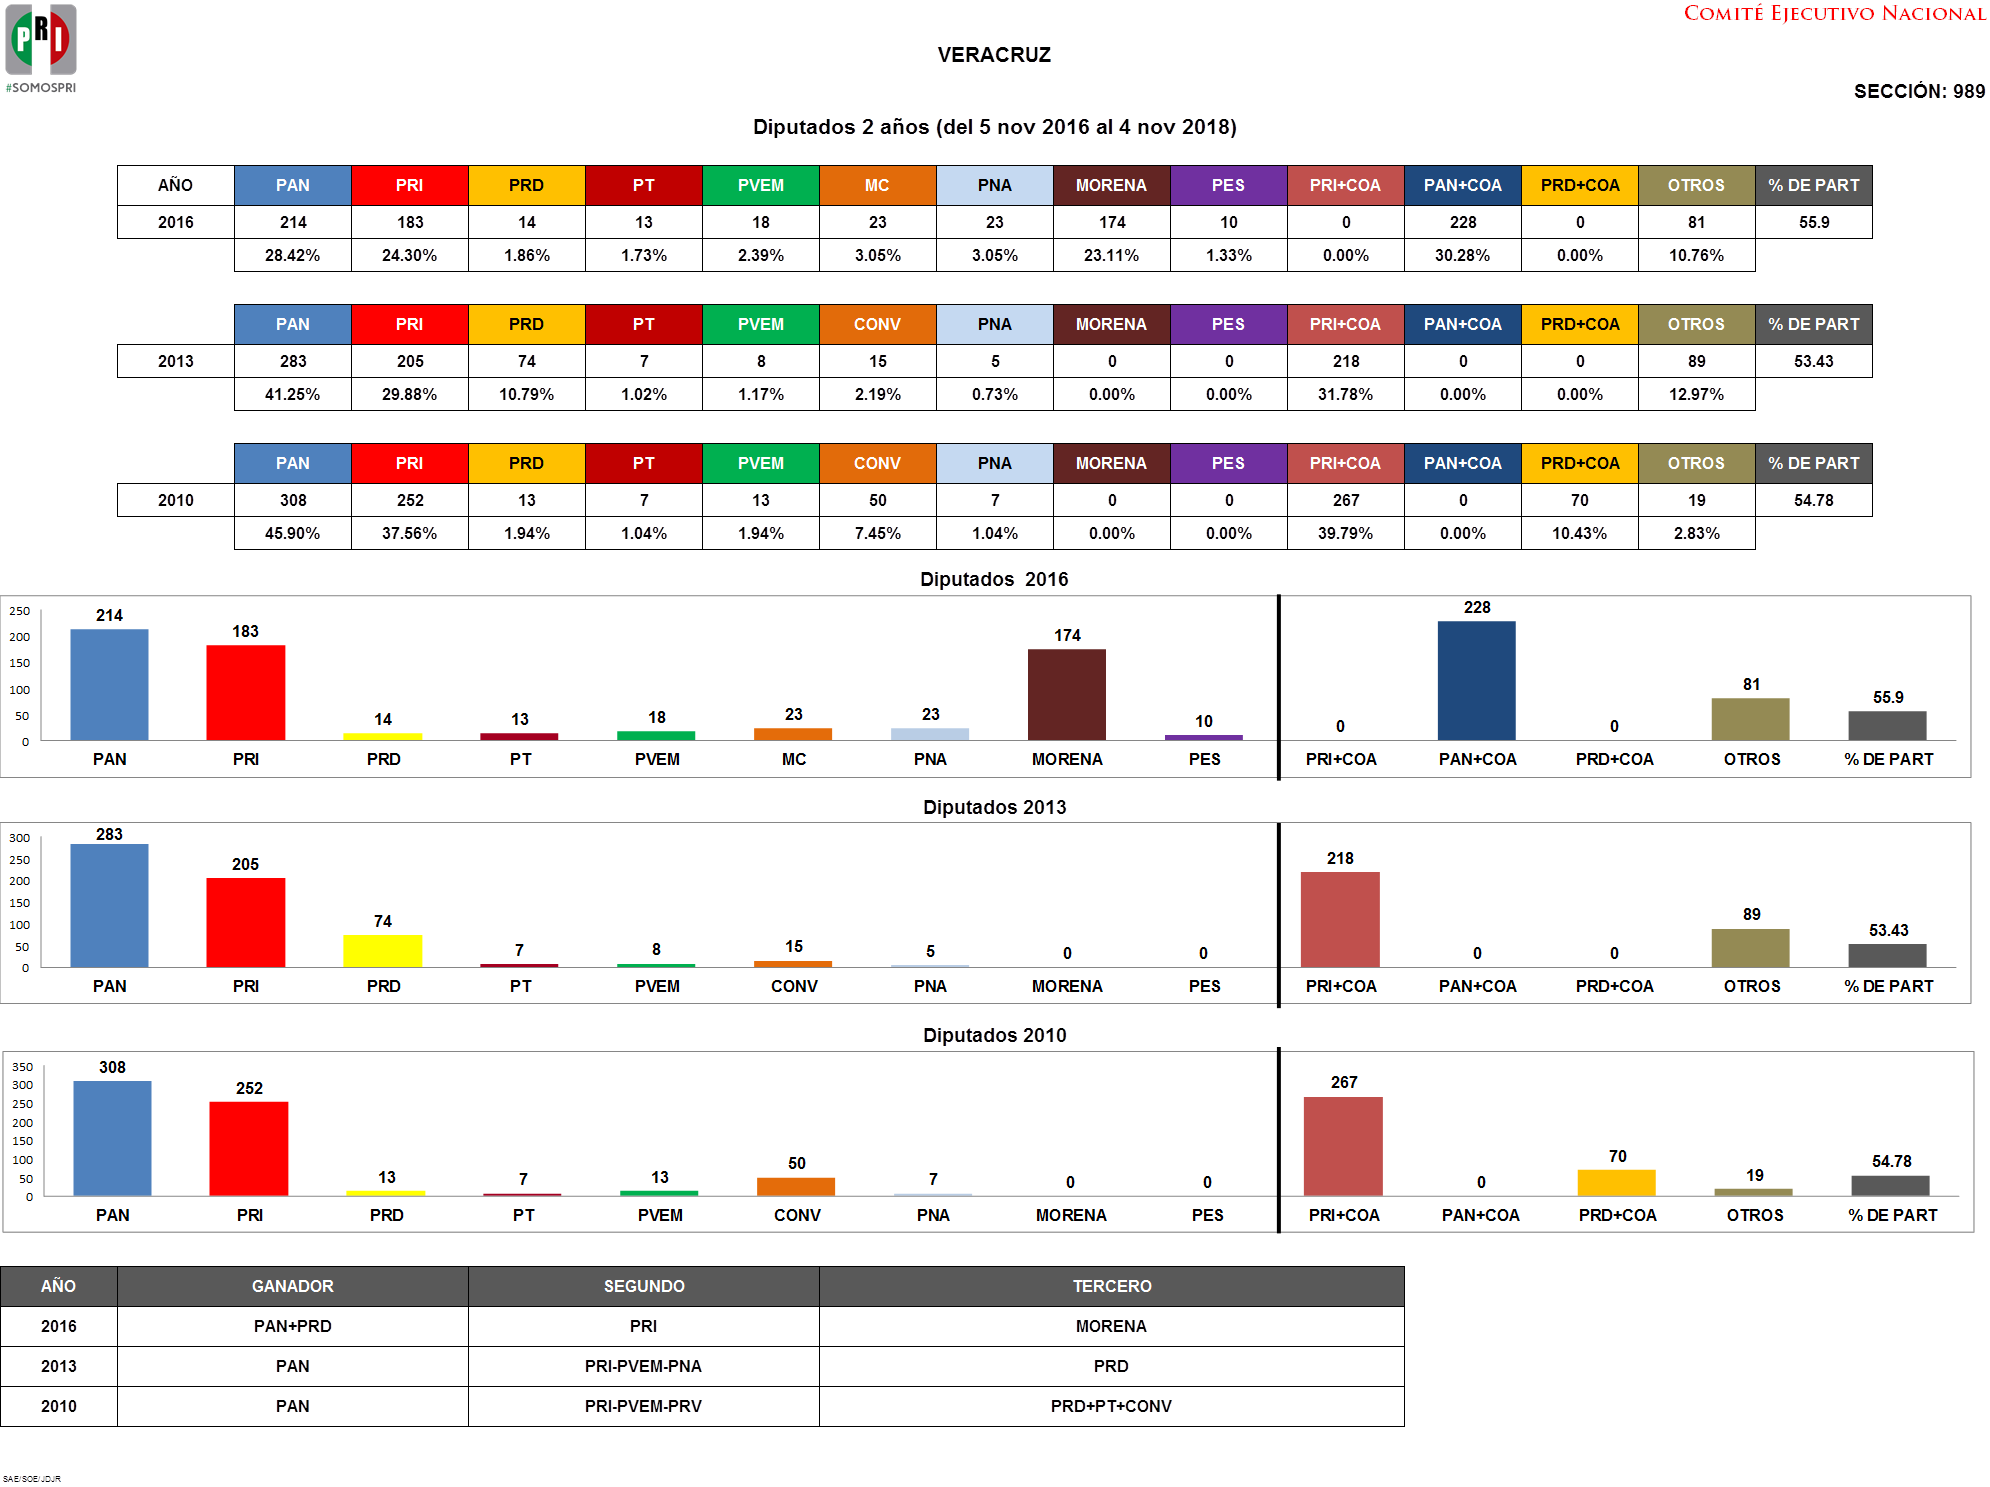 PRI
#SOMOSPRI
COMITÉ EJECUTIVO NACIONAL
VERACRUZ
SECCIÓN: 989
Diputados 2 años (del 5 nov 2016 al 4 nov 2018)
AÑO PAN PRI PRD PT PVEM MC PNA MORENA PES PRI+COA PAN+COA PRD+COA OTROS % DE PART
2016 214 183 14 13 18 23 23 174 10 0 228 0 81 55.9
28.42% 24.30% 1.86% 1.73% 2.39% 3.05% 3.05% 23.11% 1.33% 0.00% 30.28% 0.00% 10.76%
PAN PRI PRD PT PVEM CONV PNA MORENA PES PRI+COA PAN+COA PRD+COA OTROS % DE PART
2013 283 205 74 7 8 15 5 0 0 218 0 0 89 53.43
41.25% 29.88% 10.79% 1.02% 1.17% 2.19% 0.73% 0.00% 0.00% 31.78% 0.00% 0.00% 12.97%
PAN PRI PRD PT PVEM CONV PNA MORENA PES PRI+COA PAN+COA PRD+COA OTROS % DE PART
2010 308 252 13 7 13 50 7 0 0 267 0 70 19 54.78
45.90% 37.56% 1.94% 1.04% 1.94% 7.45% 1.04% 0.00% 0.00% 39.79% 0.00% 10.43% 2.83%
Diputados 2016
250
200
150
100
50
0
214 183 14 13 18 23 23 174 10 0 228 0 81 55.9
PAN PRI PRD PT PVEM MC PNA MORENA PES PRI+COA PAN+COA PRD+COA OTROS % DE PART
Diputados 2013
300
250
200
150
100
50
0
283 205 74 7 8 15 5 0 0 218 0 0 89 53.43
PAN PRI PRD PT PVEM CONV PNA MORENA PES PRI+COA PAN+COA PRD+COA OTROS % DE PART
Diputados 2010
350
300
250
200
150
100
50
0
308 252 13 7 13 50 7 0 0 267 0 70 19 54.78
PAN PRI PRD PT PVEM CONV PNA MORENA PES PRI+COA PAN+COA PRD+COA OTROS % DE PART
AÑO GANADOR SEGUNDO TERCERO
2016 PAN+PRD PRI MORENA
2013 PAN PRI-PVEM-PNA PRD
2010 PAN PRI-PVEM-PRV PRD+PT+CONV
SAE/SOE/JDJR